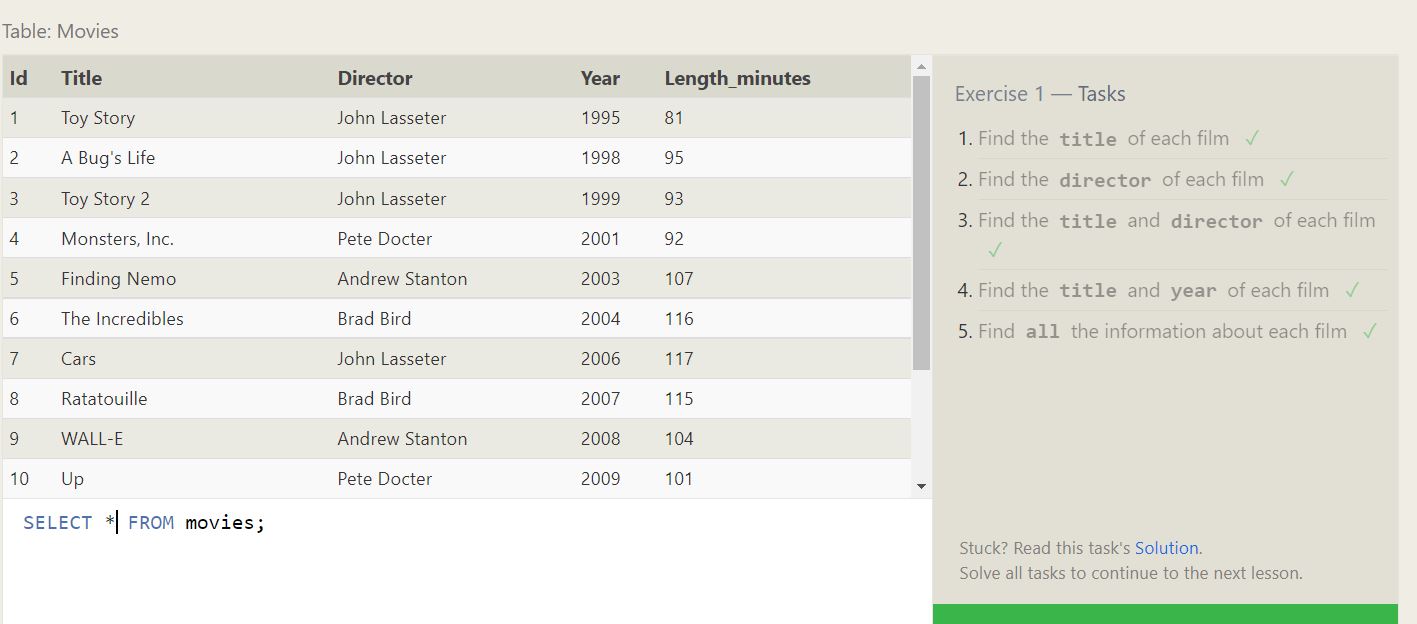 Table: Movies
Id Title Director Year Length_minutes
1 Toy Story John Lasseter 1995 81
2 A Bug's Life John Lasseter 1998 95
3 Toy Story 2 John Lasseter 1999 93
4 Monsters, Inc. Pete Docter 2001 92
5 Finding Nemo Andrew Stanton 2003 107
6 The Incredibles Brad Bird 2004 116
7 Cars John Lasseter 2006 117
8 Ratatouille Brad Bird 2007 115
9 WALL-E Andrew Stanton 2008 104
10 Up Pete Docter 2009 101
SELECT * FROM movies;
Exercise 1 — Tasks
1. Find the title of each film ✓
2. Find the director of each film ✓
3. Find the title and director of each film
✓
4. Find the title and year of each film ✓
5. Find all the information about each film ✓
Stuck? Read this task's Solution.
Solve all tasks to continue to the next lesson.